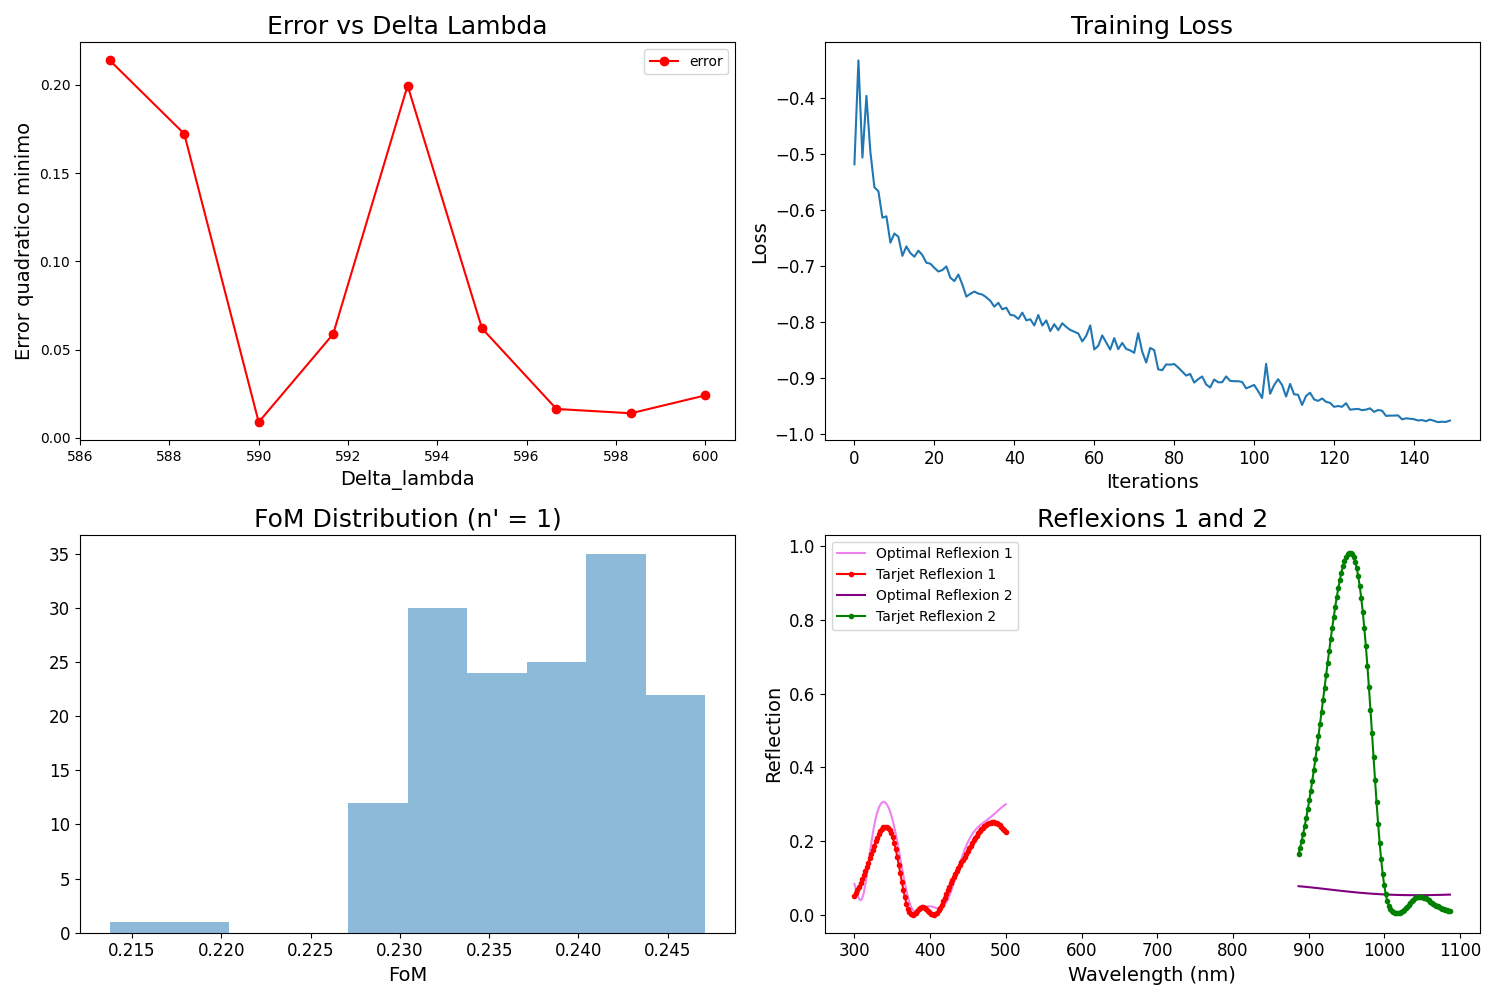 Error vs Delta Lambda
error
Error quadratico minimo
0.20
0.15
0.10
0.05
0.00
586 588 590 592 594 596 598 600
Delta_lambda
Training Loss
Loss
−0.4
−0.5
−0.6
−0.7
−0.8
−0.9
−1.0
0 20 40 60 80 100 120 140
Iterations
FoM Distribution (n' = 1)
35
30
25
20
15
10
5
0
0.215 0.220 0.225 0.230 0.235 0.240 0.245
FoM
Reflexions 1 and 2
Optimal Reflexion 1
Tarjet Reflexion 1
Optimal Reflexion 2
Tarjet Reflexion 2
Reflection
1.0
0.8
0.6
0.4
0.2
0.0
300 400 500 600 700 800 900 1000 1100
Wavelength (nm)